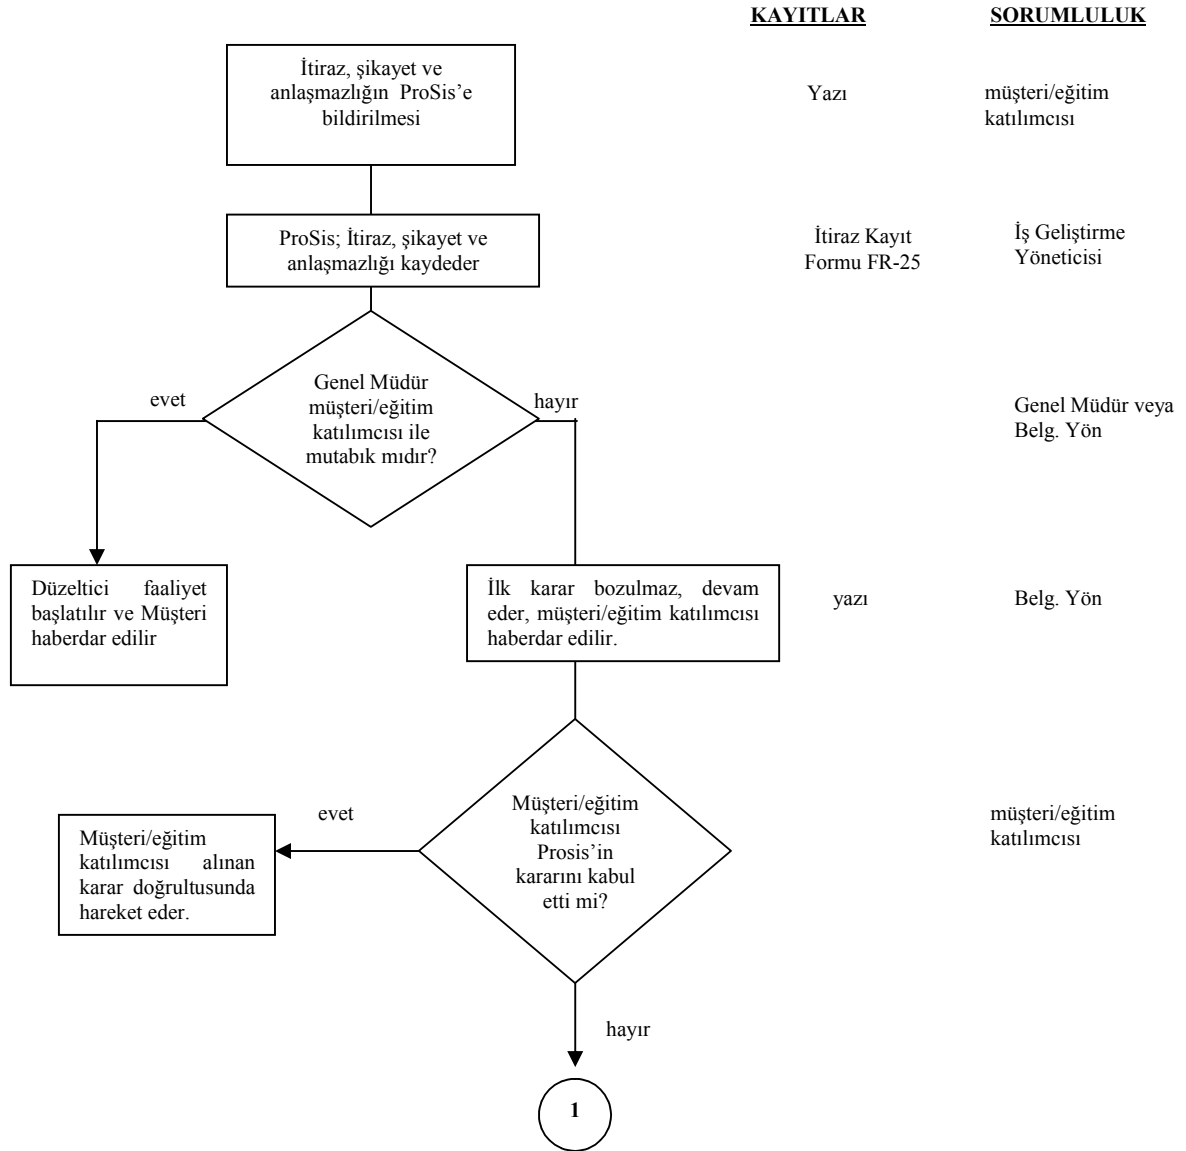 KAYITLAR
SORUMLULUK
İtiraz, şikayet ve
anlaşmazlığın ProSis’e
bildirilmesi
Yazı
müşteri/eğitim
katılımcısı
ProSis; İtiraz, şikayet ve
anlaşmazlığı kaydeder
İtiraz Kayıt
Formu FR-25
İş Geliştirme
Yöneticisi
Genel Müdür
müşteri/eğitim
katılımcısı ile
mutabık mıdır?
evet
hayır
Genel Müdür veya
Belg. Yön
Düzeltici faaliyet
başlatılır ve Müşteri
haberdar edilir
İlk karar bozulmaz, devam
eder, müşteri/eğitim katılımcısı
haberdar edilir.
yazı
Belg. Yön
Müşteri/eğitim
katılımcısı
Prosis’in
kararını kabul
etti mi?
evet
müşteri/eğitim
katılımcısı
Müşteri/eğitim
katılımcısı alınan
karar doğrultusunda
hareket eder.
hayır
1